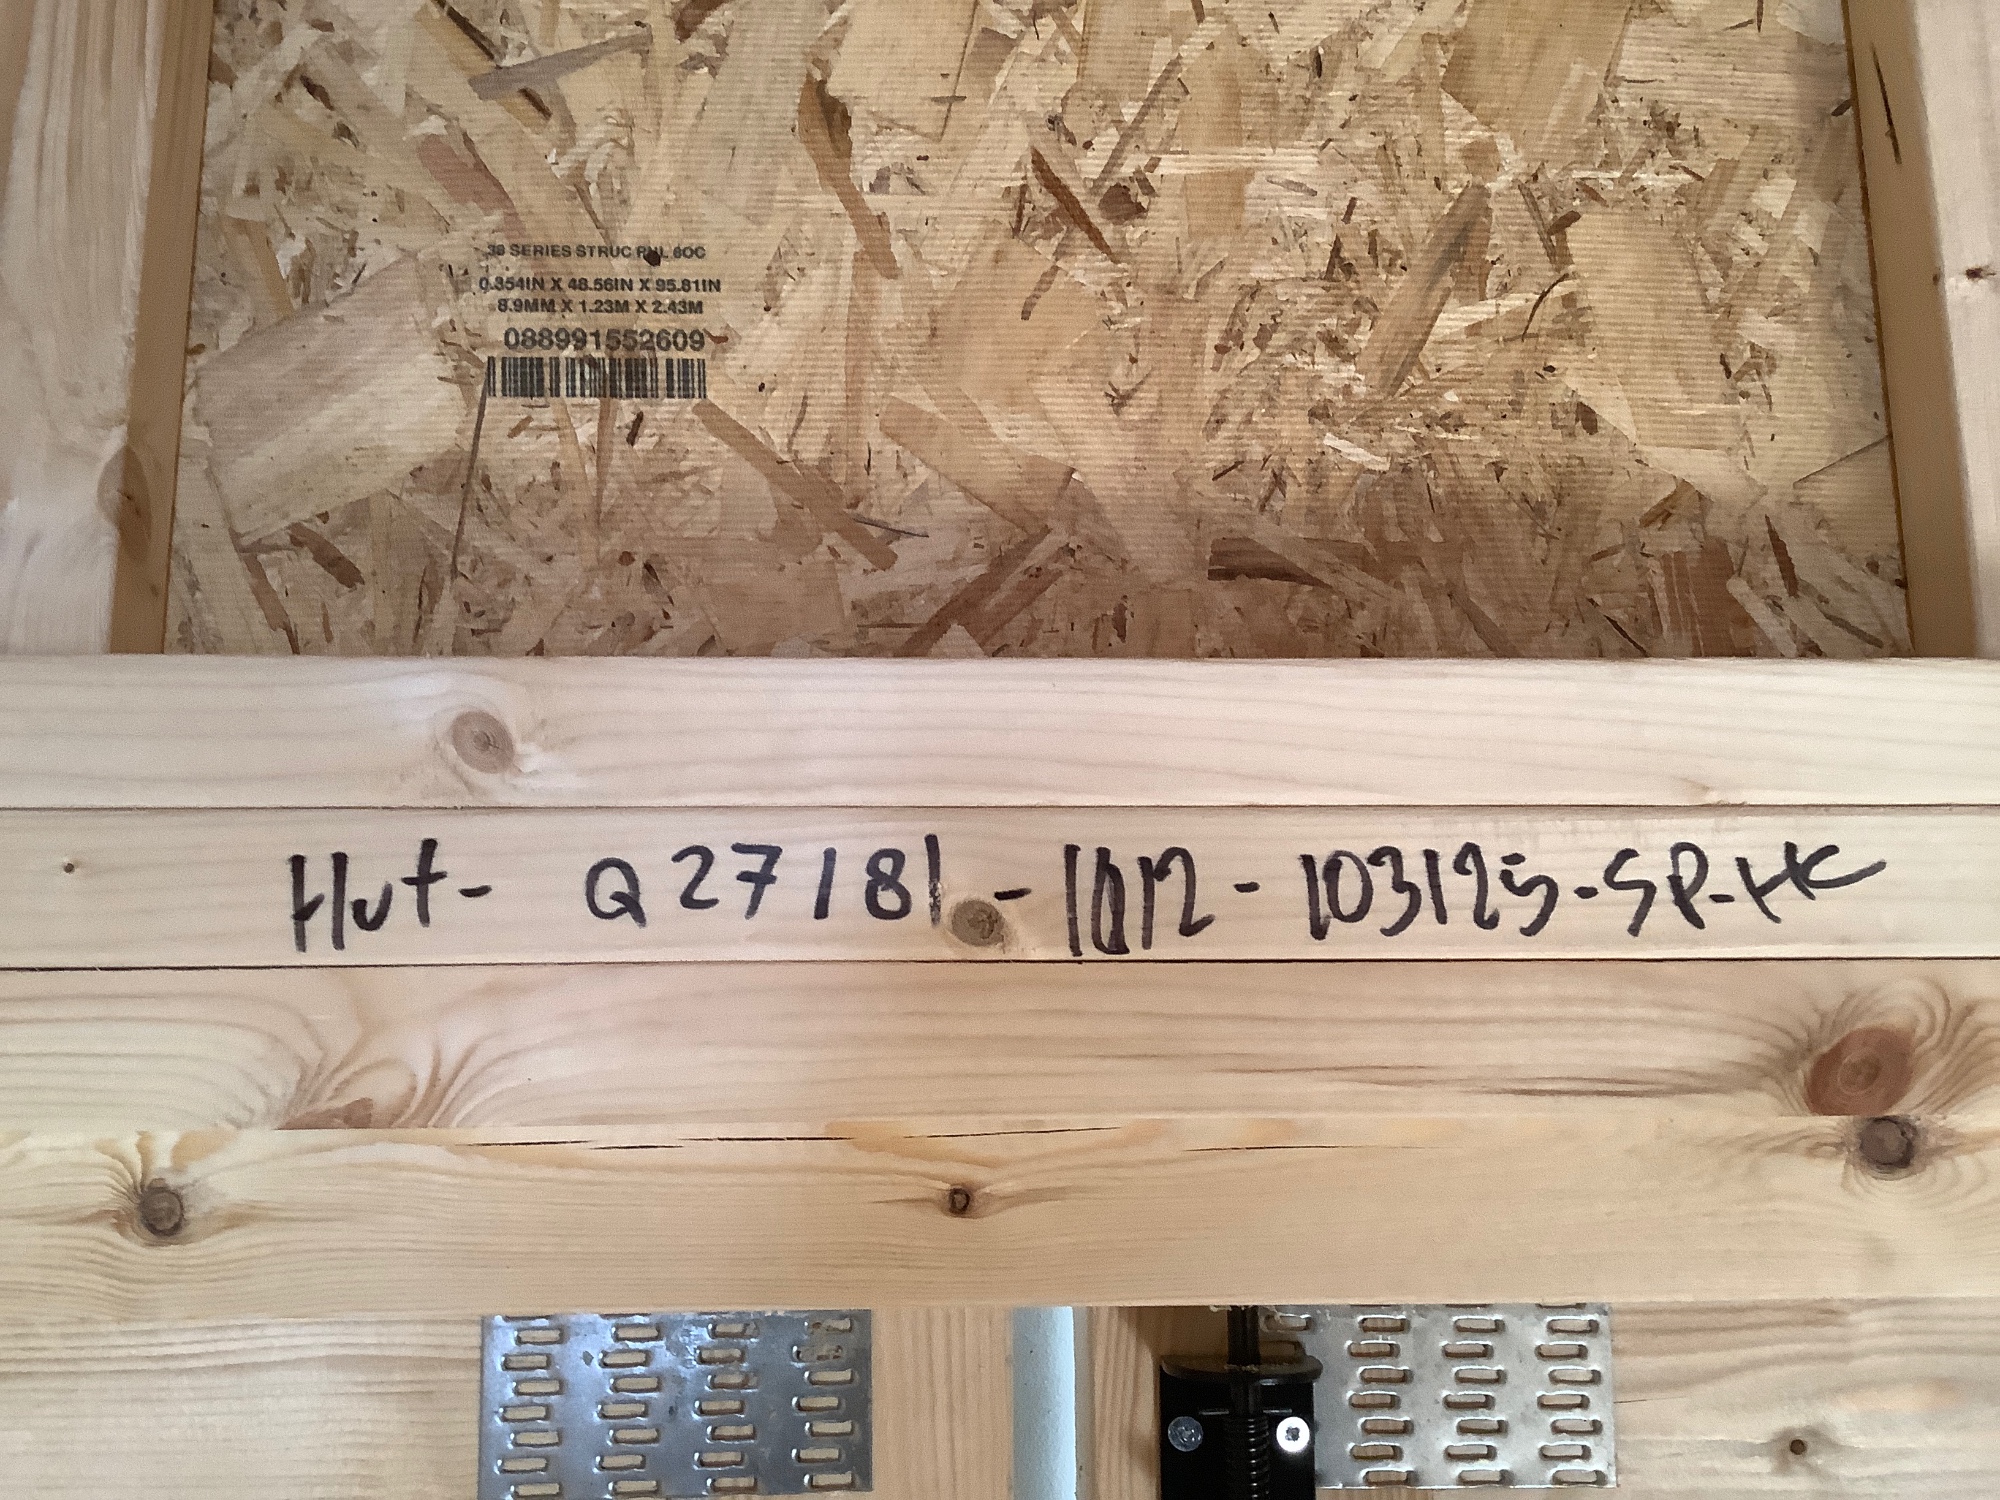 38 SERIES STRUC PNL 8OC
0.354IN X 48.56IN X 95.81IN
8.9MM X 1.23M X 2.43M
088991552609
Hut- Q27181-1012-103125-SP-HC